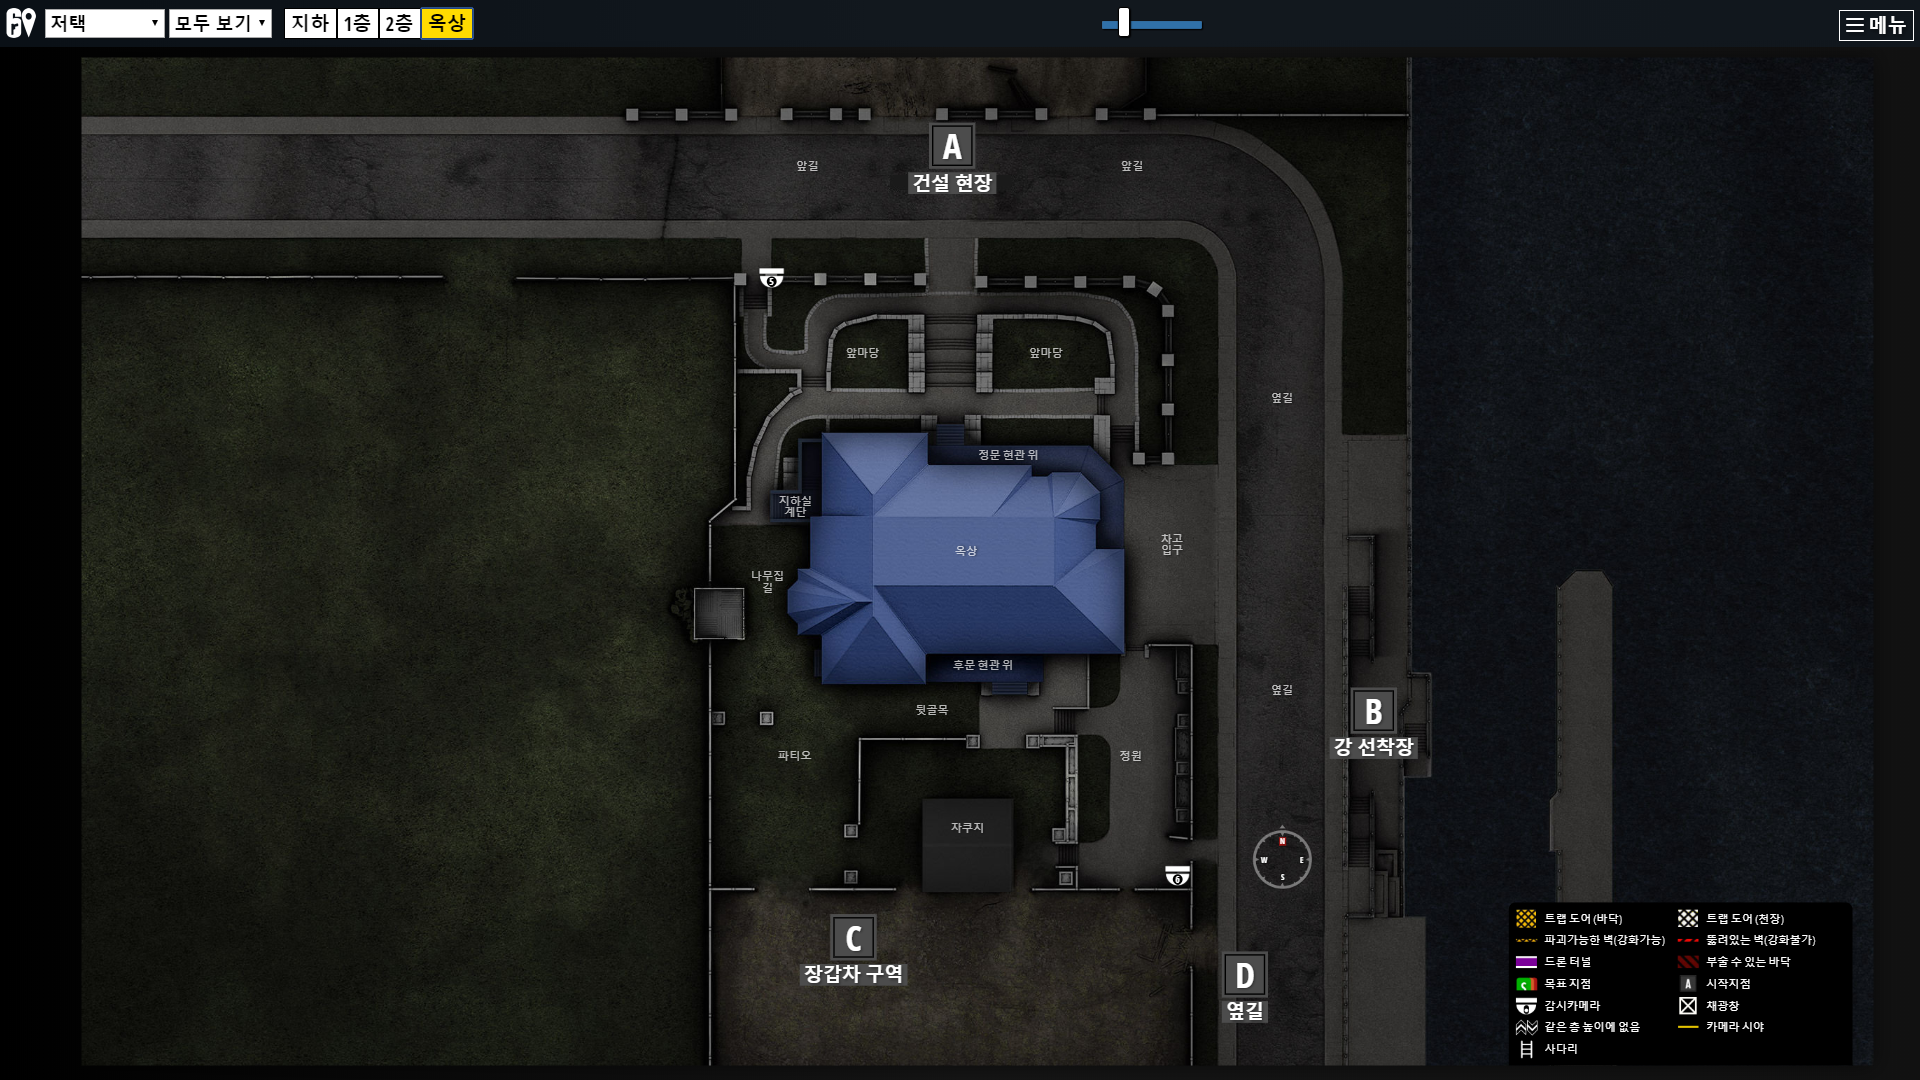 저택
모두 보기
지하
1층
2층
옥상
메뉴
A
건설 현장
앞길
앞길
5
앞마당
앞마당
옆길
정문 현관 위
지하실
계단
옥상
차고
입구
나무집
길
후문 현관 위
옆길
뒷골목
B
강 선착장
파티오
정원
자쿠지
N
W
E
S
6
C
장갑차 구역
D
옆길
트랩 도어 (바닥)
트랩 도어 (천장)
파괴가능한 벽(강화가능)
뚫려있는 벽(강화불가)
드론 터널
부술 수 있는 바닥
목표 지점
A
시작지점
감시카메라
채광창
같은 층 높이에 없음
카메라 시야
사다리